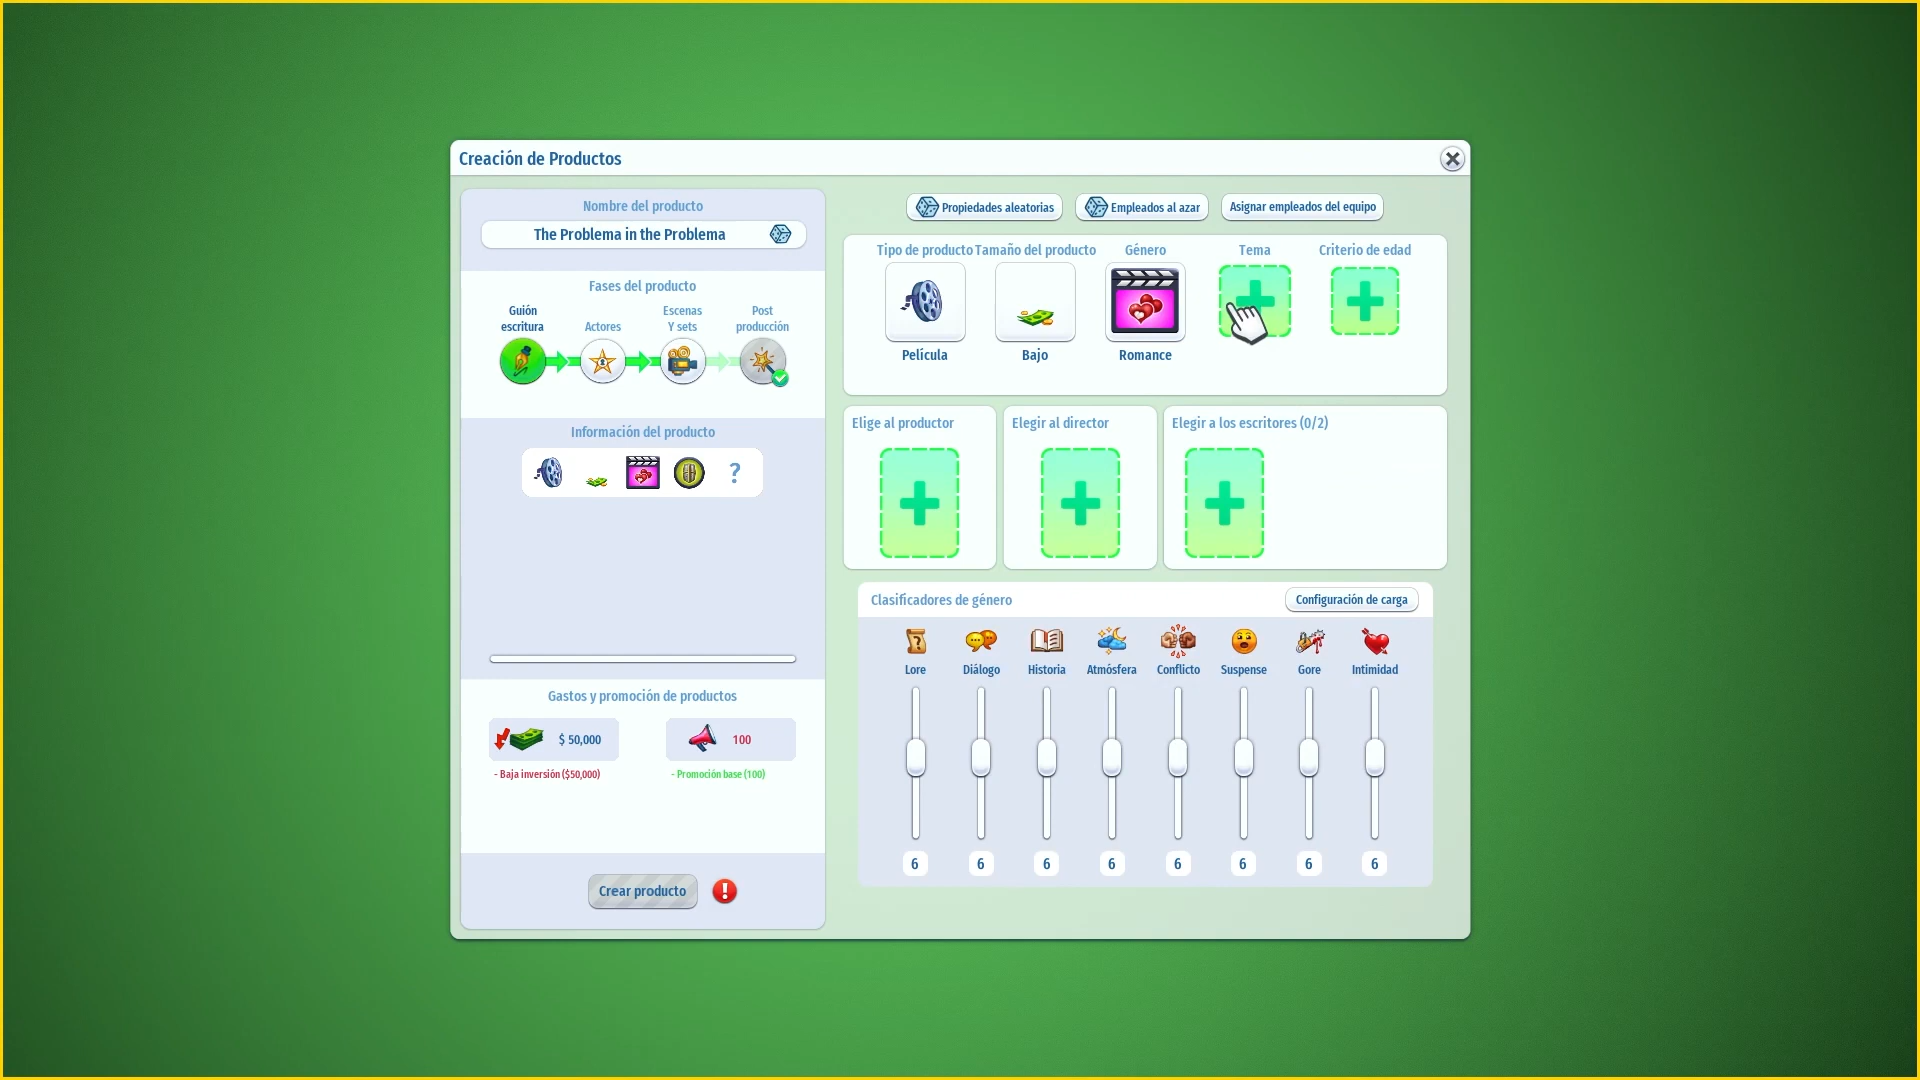 Creación de Productos
Nombre del producto
The Problema in the Problema
Fases del producto
Guión
escritura
Actores
Escenas
Y sets
Post
producción
Información del producto
?
Gastos y promoción de productos
$ 50,000
100
- Baja inversión ($50,000)
- Promoción base (100)
Crear producto
Propiedades aleatorias
Empleados al azar
Asignar empleados del equipo
Tipo de producto
Tamaño del producto
Género
Tema
Criterio de edad
Película
Bajo
Romance
Elige al productor
Elegir al director
Elegir a los escritores (0/2)
Clasificadores de género
Configuración de carga
Lore
Diálogo
Historia
Atmósfera
Conflicto
Suspense
Gore
Intimidad
6
6
6
6
6
6
6
6